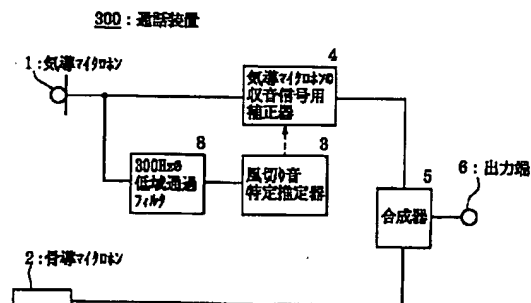 300：通話装置
1：気導マイクロホン
4
気導マイクロホンの
収音信号用
補正器
8
300Hzの
低域通過
フィルタ
3
風切り音
特定推定器
5
合成器
6：出力端
2：骨導マイクロホン